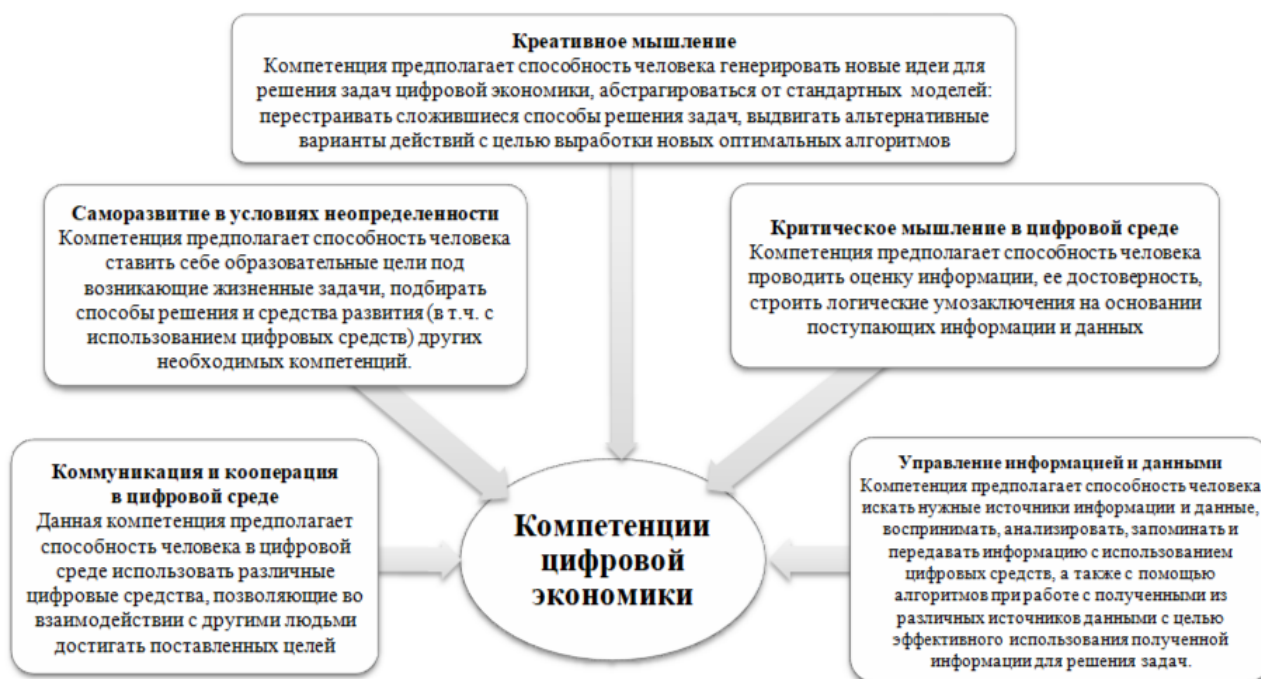 Креативное мышление
Компетенция предполагает способность человека генерировать новые идеи для
решения задач цифровой экономики, абстрагироваться от стандартных моделей:
перестраивать сложившиеся способы решения задач, выдвигать альтернативные
варианты действий с целью выработки новых оптимальных алгоритмов
Саморазвитие в условиях неопределенности
Компетенция предполагает способность человека
ставить себе образовательные цели под
возникающие жизненные задачи, подбирать
способы решения и средства развития (в т.ч. с
использованием цифровых средств) других
необходимых компетенций.
Критическое мышление в цифровой среде
Компетенция предполагает способность человека
проводить оценку информации, ее достоверность,
строить логические умозаключения на основании
поступающих информации и данных
Коммуникация и кооперация
в цифровой среде
Данная компетенция предполагает
способность человека в цифровой
среде использовать различные
цифровые средства, позволяющие во
взаимодействии с другими людьми
достигать поставленных целей
Компетенции
цифровой
экономики
Управление информацией и данными
Компетенция предполагает способность человека
искать нужные источники информации и данные,
воспринимать, анализировать, запоминать и
передавать информацию с использованием
цифровых средств, а также с помощью
алгоритмов при работе с полученными из
различных источников данными с целью
эффективного использования полученной
информации для решения задач.